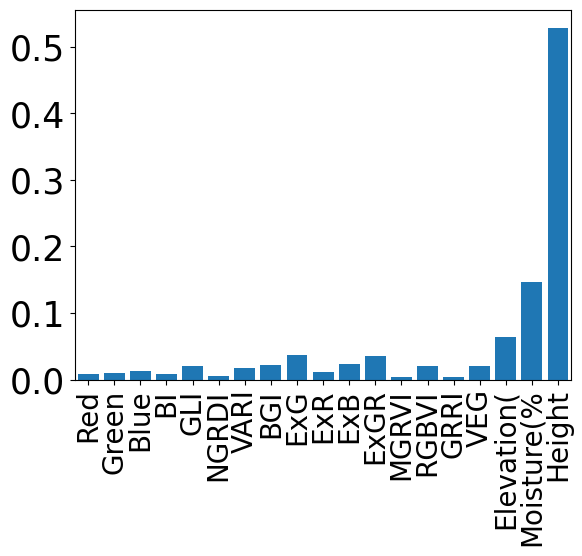 0.5
0.4
0.3
0.2
0.1
0.0
Red
Green
Blue
BI
GLI
NGRDI
VARI
BGI
ExG
ExR
ExB
ExGR
MGRVI
RGBVI
GRRI
VEG
Elevation(
Moisture(%
Height